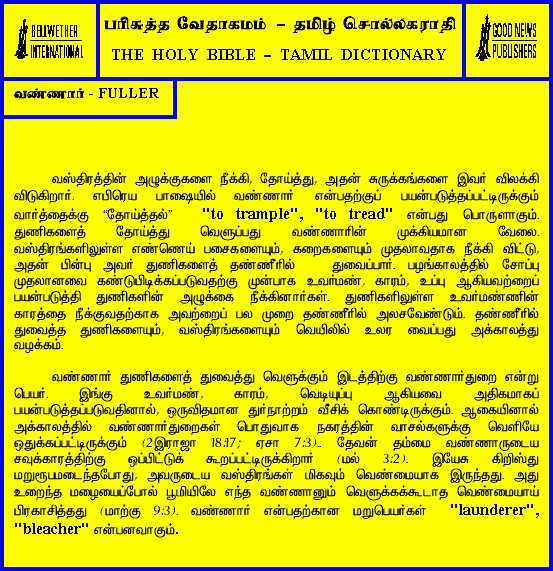 BELLWETHER
INTERNATIONAL
பரிசுத்த வேதாகமம் – தமிழ் சொல்லகராதி
THE HOLY BIBLE – TAMIL DICTIONARY
GOOD NEWS
PUBLISHERS
வண்ணார் - FULLER
வஸ்திரத்தின் அழுக்குகளை நீக்கி, தோய்த்து, அதன் சுருக்கங்களை இவர் விலக்கி
விடுகிறார். எபிரெய பாஷையில் வண்ணார் என்பதற்குப் பயன்படுத்தப்பட்டிருக்கும்
வார்த்தைக்கு “தோய்த்தல்” "to trample", "to tread" என்பது பொருளாகும்.
துணிகளைத் தோய்த்து வெளுப்பது வண்ணாரின் முக்கியமான வேலை.
வஸ்திரங்களிலுள்ள எண்ணெய் பசைகளையும், கறைகளையும் முதலாவதாக நீக்கி விட்டு,
அதன் பின்பு அவர் துணிகளைத் தண்ணீரில் துவைப்பார். பழங்காலத்தில் சோப்பு
முதலானவை கண்டுபிடிக்கப்படுவதற்கு முன்பாக உவர்மண், காரம், உப்பு ஆகியவற்றைப்
பயன்படுத்தி துணிகளின் அழுக்கை நீக்கினார்கள். துணிகளிலுள்ள உவர்மண்ணின்
காரத்தை நீக்குவதற்காக அவற்றைப் பல முறை தண்ணீரில் அலசவேண்டும். தண்ணீரில்
துவைத்த துணிகளையும், வஸ்திரங்களையும் வெயிலில் உலர வைப்பது அக்காலத்து
வழக்கம்.
வண்ணார் துணிகளைத் துவைத்து வெளுக்கும் இடத்திற்கு வண்ணார்துறை என்று
பெயர். இங்கு உவர்மண், காரம், வெடியுப்பு ஆகியவை அதிகமாகப்
பயன்படுத்தப்படுவதினால், ஒருவிதமான துர்நாற்றம் வீசிக் கொண்டிருக்கும். ஆகையினால்
அக்காலத்தில் வண்ணார்துறைகள் பொதுவாக நகரத்தின் வாசல்களுக்கு வெளியே
ஒதுக்கப்பட்டிருக்கும் (2இராஜா 18:17; ஏசா 7:3). தேவன் தம்மை வண்ணாருடைய
சவுக்காரத்திற்கு ஒப்பிட்டுக் கூறப்பட்டிருக்கிறார் (மல் 3:2). இயேசு கிறிஸ்து
மறுரூபமடைந்தபோது, அவருடைய வஸ்திரங்கள் மிகவும் வெண்மையாக இருந்தது. அது
உறைந்த மழையைப்போல் பூமியிலே எந்த வண்ணானும் வெளுக்கக்கூடாத வெண்மையாய்
பிரகாசித்தது (மாற்கு 9:3). வண்ணார் என்பதற்கான மறுபெயர்கள் "launderer",
"bleacher" என்பனவாகும்.